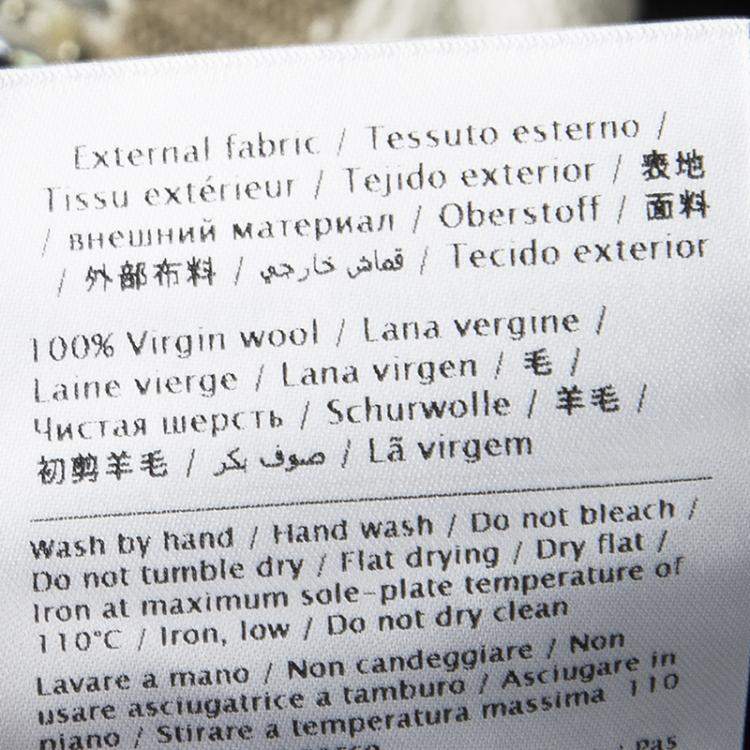 External fabric / Tessuto esterno /
Tissu extérieur / Tejido exterior / 表地
/ внешний материал / Oberstoff / 面料
/ 外部布料 / قماش خارجي / Tecido exterior
100% Virgin wool / Lana vergine /
Laine vierge / Lana virgen / 毛 /
Чистая шерсть / Schurwolle / 羊毛 /
初剪羊毛 / صوف بكر / Lã virgem
Wash by hand / Hand wash / Do not bleach /
Do not tumble dry / Flat drying / Dry flat /
Iron at maximum sole-plate temperature of
110°C / Iron, low / Do not dry clean
Lavare a mano / Non candeggiare / Non
usare asciugatrice a tamburo / Asciugare in
piano / Stirare a temperatura massima 110
Pas